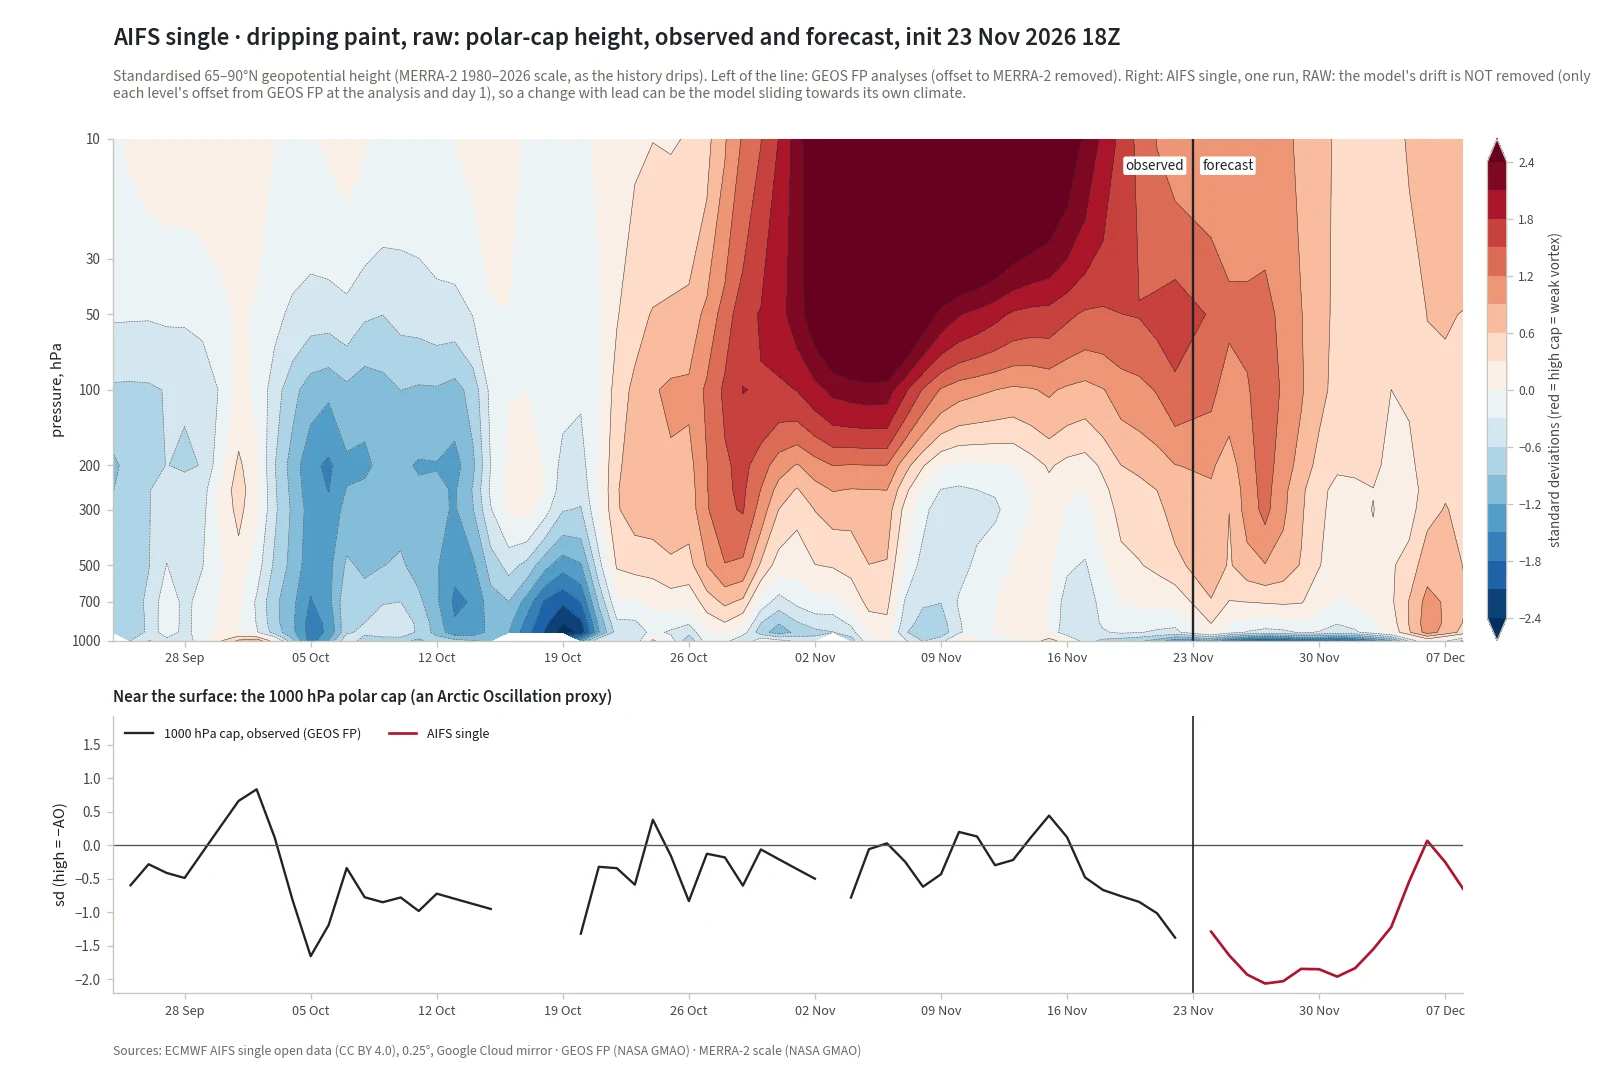 AIFS single · dripping paint, raw: polar-cap height, observed and forecast, init 23 Nov 2026 18Z
Standardised 65–90°N geopotential height (MERRA-2 1980–2026 scale, as the history drips). Left of the line: GEOS FP analyses (offset to MERRA-2 removed). Right: AIFS single, one run, RAW: the model's drift is NOT removed (only
each level's offset from GEOS FP at the analysis and day 1), so a change with lead can be the model sliding towards its own climate.
pressure, hPa
10
30
50
100
200
300
500
700
1000
observed
forecast
28 Sep
05 Oct
12 Oct
19 Oct
26 Oct
02 Nov
09 Nov
16 Nov
23 Nov
30 Nov
07 Dec
2.4
1.8
1.2
0.6
0.0
−0.6
−1.2
−1.8
−2.4
standard deviations (red = high cap = weak vortex)
Near the surface: the 1000 hPa polar cap (an Arctic Oscillation proxy)
1000 hPa cap, observed (GEOS FP)
AIFS single
sd (high = −AO)
1.5
1.0
0.5
0.0
−0.5
−1.0
−1.5
−2.0
28 Sep
05 Oct
12 Oct
19 Oct
26 Oct
02 Nov
09 Nov
16 Nov
23 Nov
30 Nov
07 Dec
Sources: ECMWF AIFS single open data (CC BY 4.0), 0.25°, Google Cloud mirror · GEOS FP (NASA GMAO) · MERRA-2 scale (NASA GMAO)